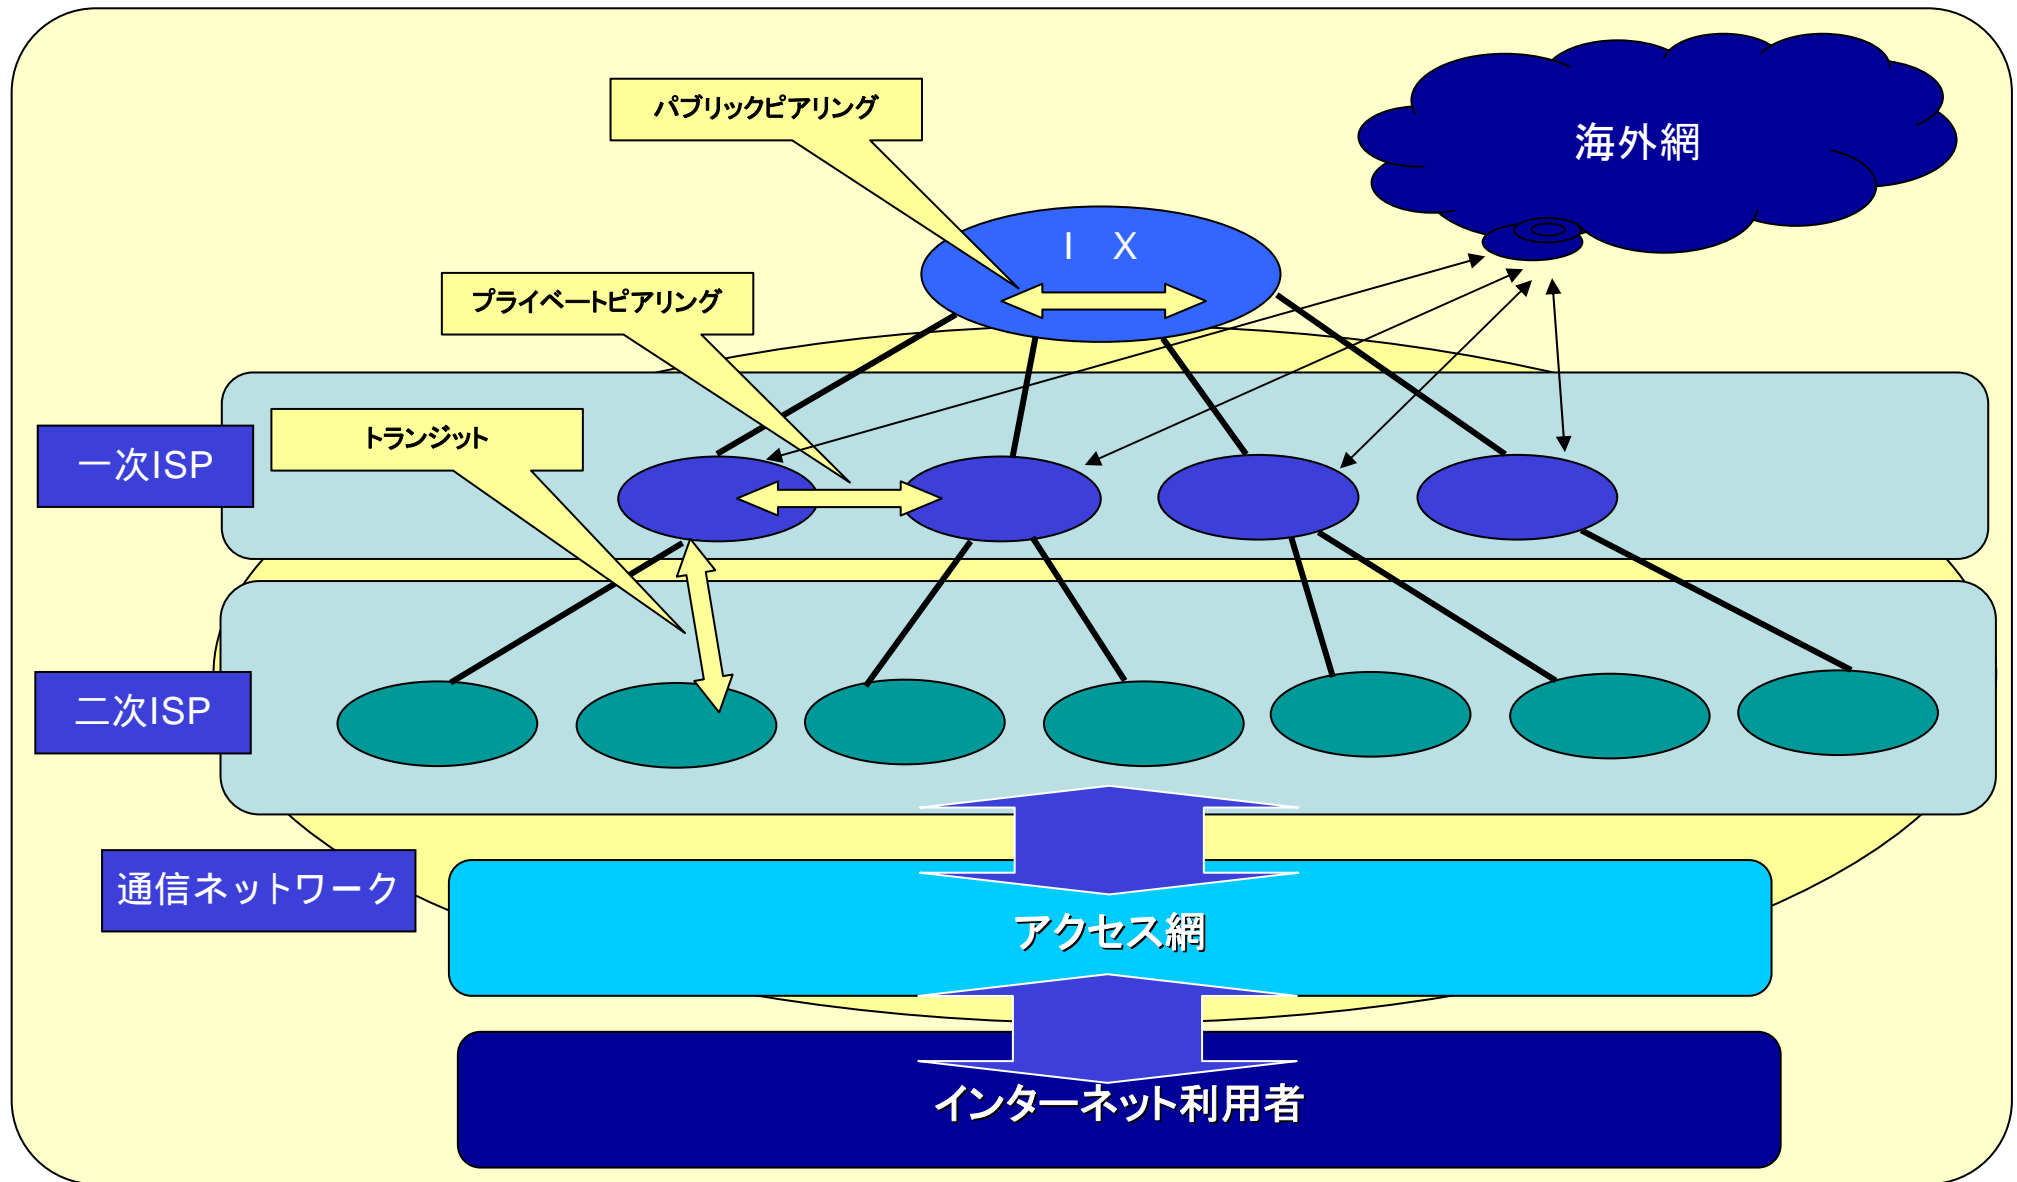 パブリックピアリング
海外網
I X
プライベートピアリング
トランジット
一次ISP
二次ISP
通信ネットワーク
アクセス網
インターネット利用者